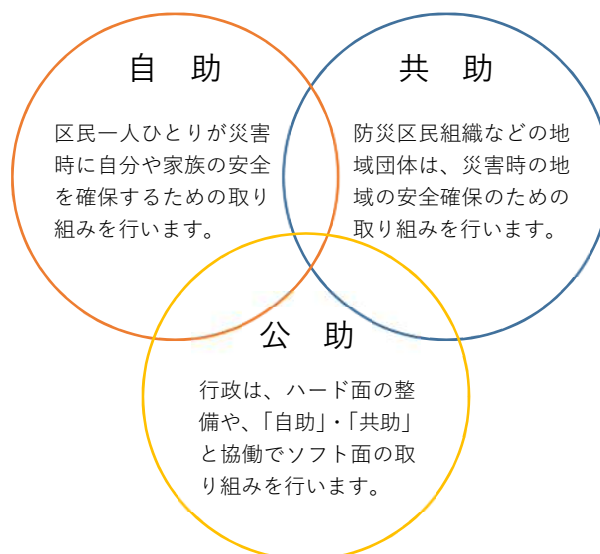 自 助
区民一人ひとりが災害
時に自分や家族の安全
を確保するための取り
組みを行います。
共 助
防災区民組織などの地
域団体は、災害時の地
域の安全確保のための
取り組みを行います。
公 助
行政は、ハード面の整
備や、「自助」・「共助」
と協働でソフト面の取
り組みを行います。